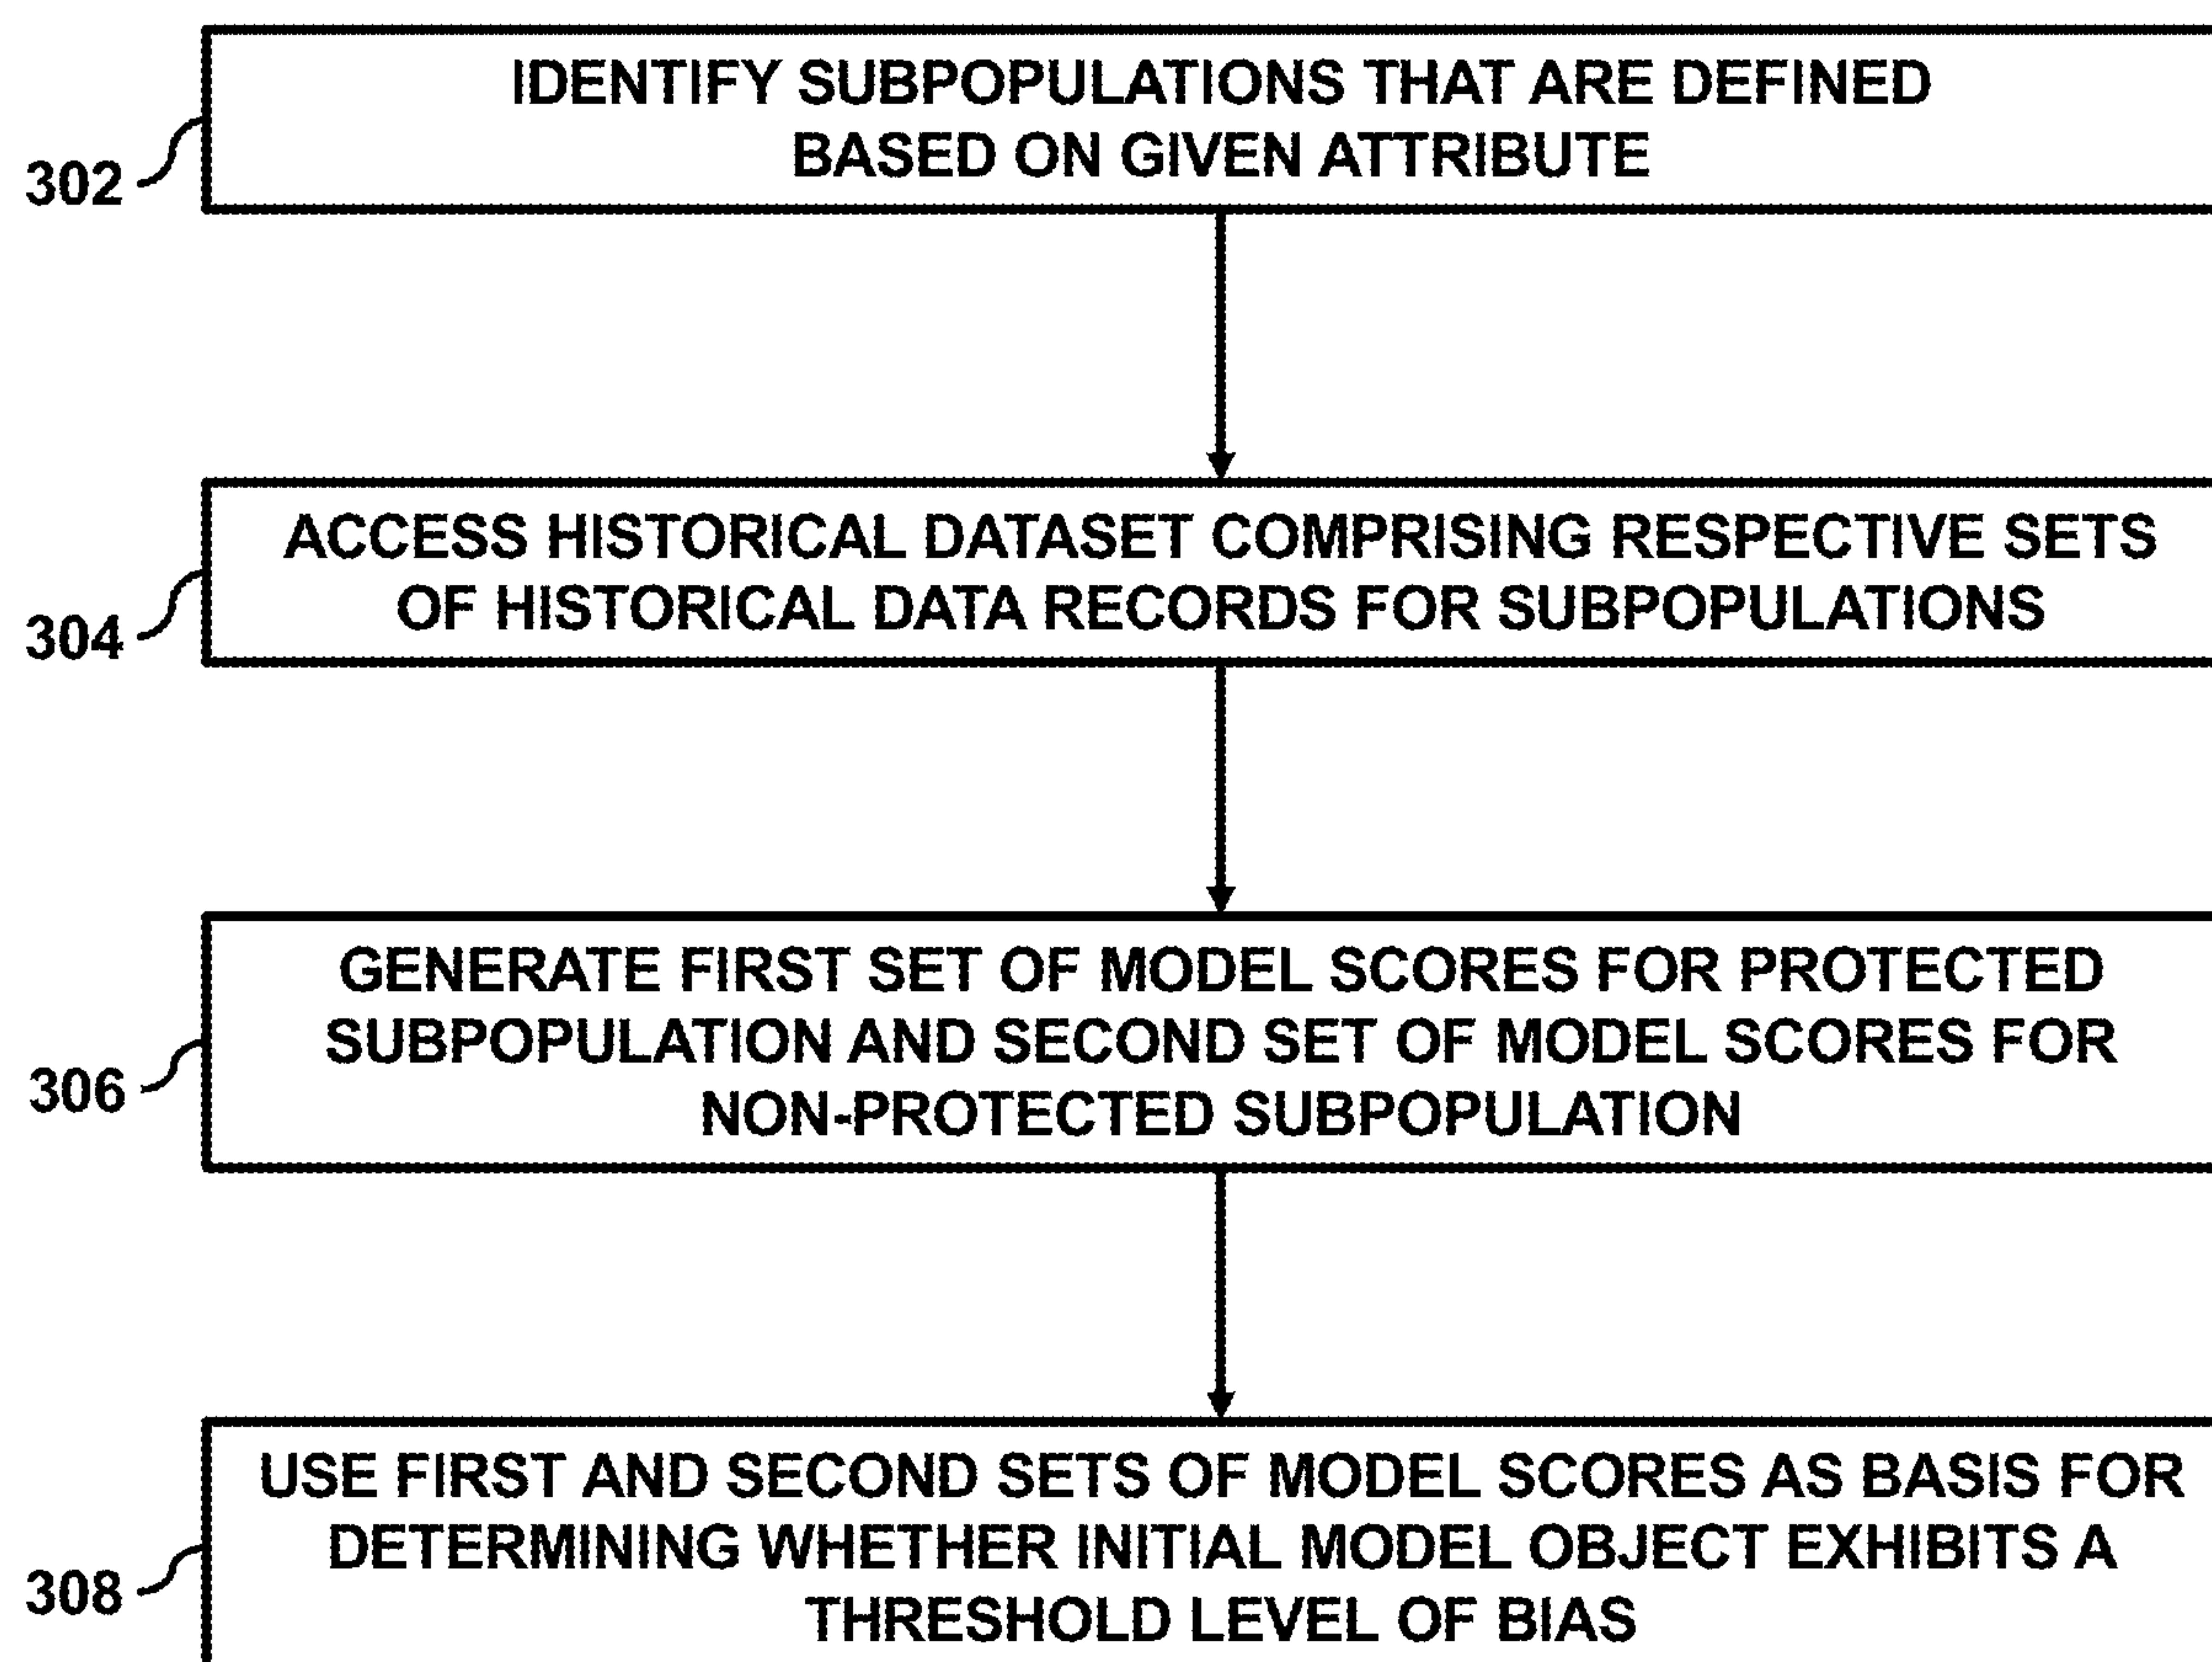 IDENTIFY SUBPOPULATIONS THAT ARE DEFINED
BASED ON GIVEN ATTRIBUTE
302
ACCESS HISTORICAL DATASET COMPRISING RESPECTIVE SETS
OF HISTORICAL DATA RECORDS FOR SUBPOPULATIONS
304
GENERATE FIRST SET OF MODEL SCORES FOR PROTECTED
SUBPOPULATION AND SECOND SET OF MODEL SCORES FOR
NON-PROTECTED SUBPOPULATION
306
USE FIRST AND SECOND SETS OF MODEL SCORES AS BASIS FOR
DETERMINING WHETHER INITIAL MODEL OBJECT EXHIBITS A
THRESHOLD LEVEL OF BIAS
308